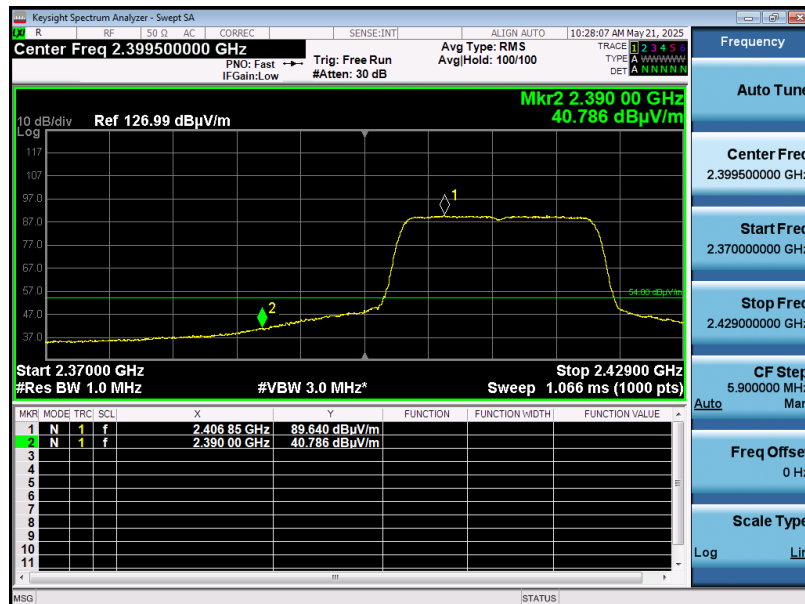 Keysight Spectrum Analyzer - Swept SA
R RF 50 Ω AC CORREC SENSE:INT ALIGN AUTO 10:28:07 AM May 21, 2025
Center Freq 2.399500000 GHz
PNO: Fast
IFGain:Low
Trig: Free Run
#Atten: 30 dB
Avg Type: RMS
Avg|Hold: 100/100
TRACE 1 2 3 4 5 6
TYPE A W W W W W
DET A N N N N N
Mkr2 2.390 00 GHz
40.786 dBµV/m
10 dB/div Ref 126.99 dBµV/m
Log
117
107
97.0
87.0
77.0
67.0
57.0
47.0
37.0
1
2
54.00 dBµV/m
Start 2.37000 GHz Stop 2.42900 GHz
#Res BW 1.0 MHz #VBW 3.0 MHz* Sweep 1.066 ms (1000 pts)
MKR MODE TRC SCL X Y FUNCTION FUNCTION WIDTH FUNCTION VALUE
1 N 1 f 2.406 85 GHz 89.640 dBµV/m
2 N 1 f 2.390 00 GHz 40.786 dBµV/m
3
4
5
6
7
8
9
10
11
MSG STATUS
Frequency
Auto Tune
Center Freq
2.399500000 GHz
Start Freq
2.370000000 GHz
Stop Freq
2.429000000 GHz
CF Step
5.900000 MHz
Auto Man
Freq Offset
0 Hz
Scale Type
Log Lin